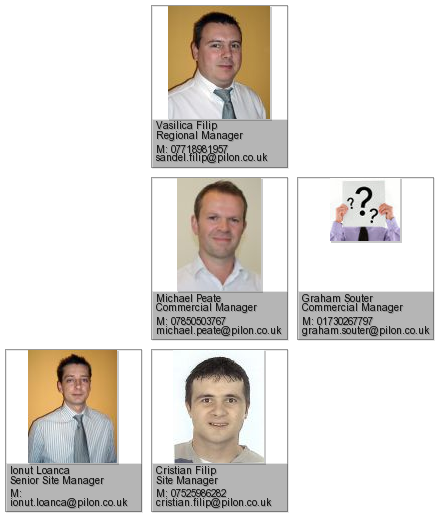 Vasilica Filip
Regional Manager
M: 07718981957
sandel.filip@pilon.co.uk
???
Michael Peate
Commercial Manager
M: 07850503767
michael.peate@pilon.co.uk
Graham Souter
Commercial Manager
M: 01730267797
graham.souter@pilon.co.uk
Ionut Loanca
Senior Site Manager
M:
ionut.loanca@pilon.co.uk
Cristian Filip
Site Manager
M: 07525986282
cristian.filip@pilon.co.uk